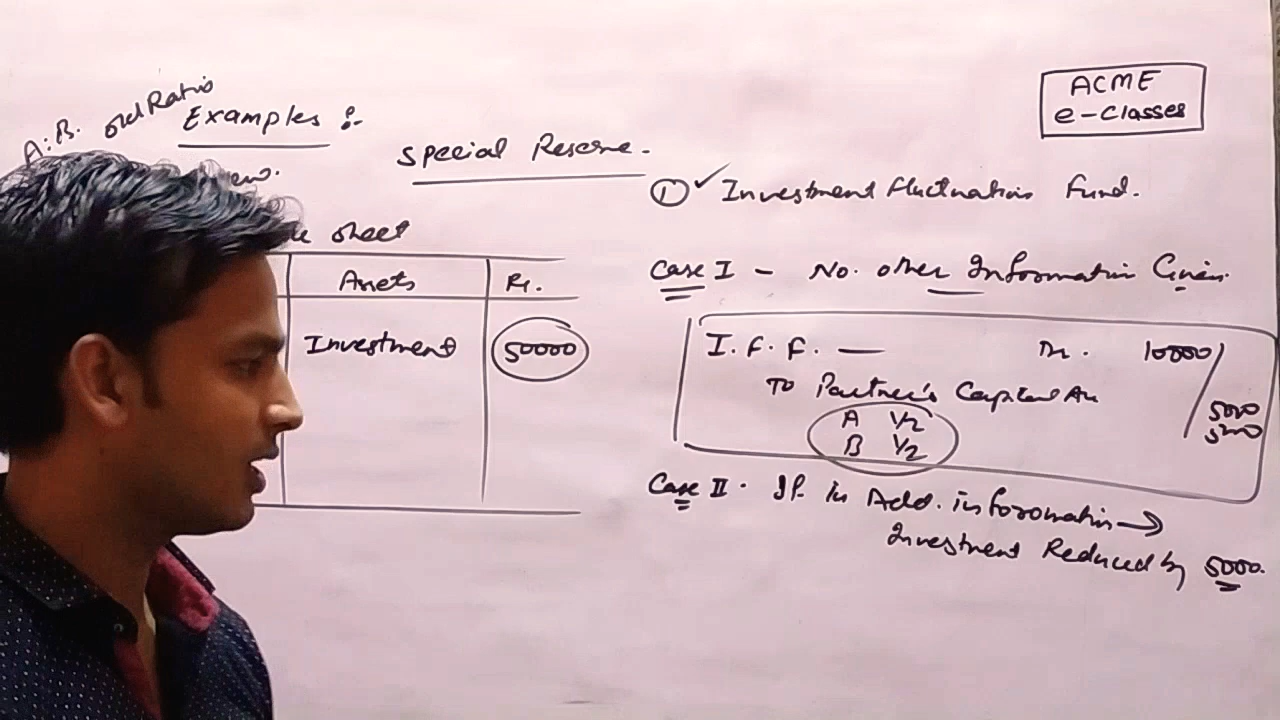 A:B. old Ratio
Examples :-
Special Reserve.
ACME
e-Classes
① ✓ Investment fluctuation Fund.
sheet
Assets Rs.
Investment 50000
Case I - No. other Information Given.
I. F. F. — Dr. 10000
To Partner's Capital A/c 5000
A 1/2 5000
B 1/2
Case II. If in Add. information →
Investment Reduced by 5000.